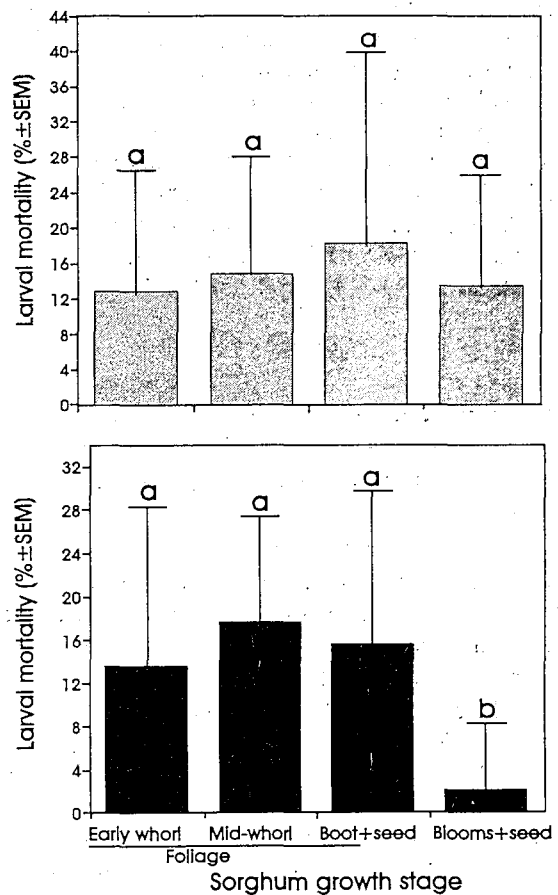 Larval mortality (%±SEM)
44
40
36
32
28
24
20
16
12
8
4
0
a
a
a
a
Larval mortality (%±SEM)
32
28
24
20
16
12
8
4
0
a
a
a
b
Early whorl Mid-whorl Boot+seed Blooms+seed
Foliage
Sorghum growth stage